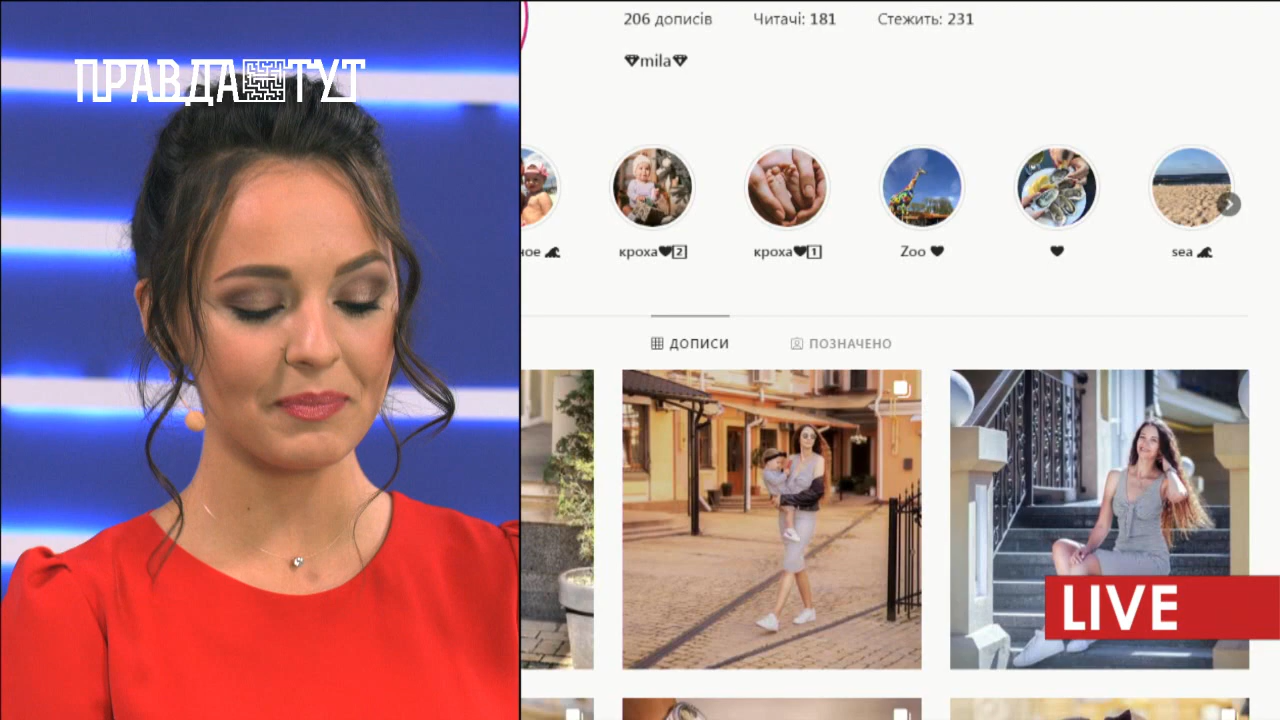 ПРАВДА ТУТ
206 дописів Читачі: 181 Стежить: 231
mila
ное
кроха♥2
кроха♥1
Zoo ♥
♥
sea
ДОПИСИ
ПОЗНАЧЕНО
LIVE